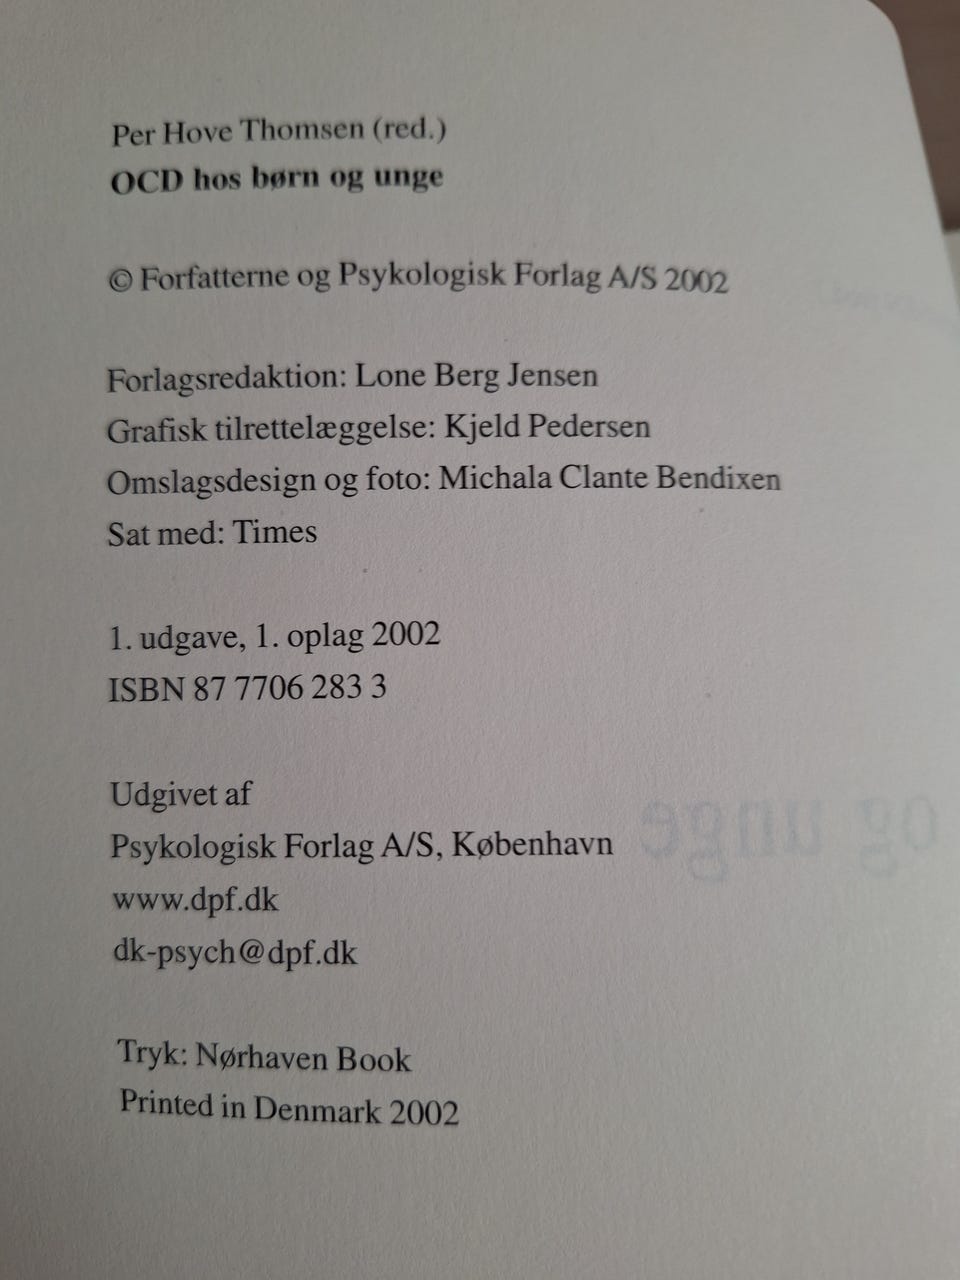 Per Hove Thomsen (red.)
OCD hos børn og unge
© Forfatterne og Psykologisk Forlag A/S 2002
Forlagsredaktion: Lone Berg Jensen
Grafisk tilrettelæggelse: Kjeld Pedersen
Omslagsdesign og foto: Michala Clante Bendixen
Sat med: Times
1. udgave, 1. oplag 2002
ISBN 87 7706 283 3
Udgivet af
Psykologisk Forlag A/S, København
www.dpf.dk
dk-psych@dpf.dk
Tryk: Nørhaven Book
Printed in Denmark 2002
og unge